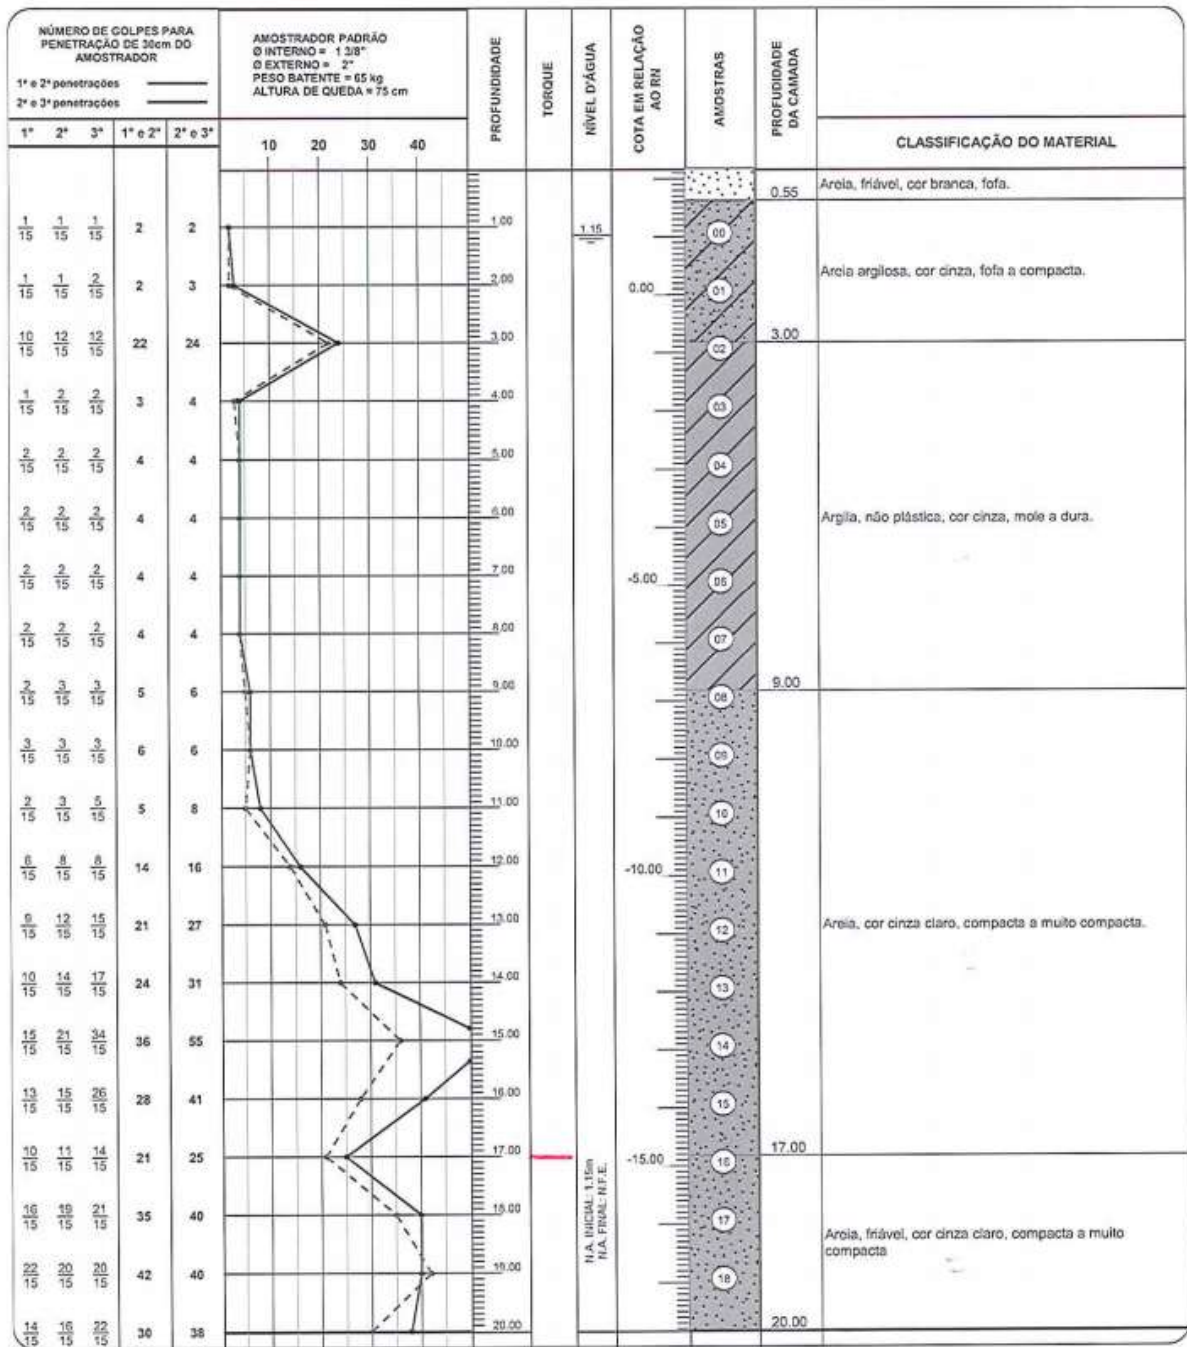 NÚMERO DE GOLPES PARA
PENETRAÇÃO DE 30cm DO
AMOSTRADOR
1ª e 2ª penetrações
2ª e 3ª penetrações
AMOSTRADOR PADRÃO
Ø INTERNO = 1 3/8"
Ø EXTERNO = 2"
PESO BATENTE = 65 kg
ALTURA DE QUEDA = 75 cm
PROFUNDIDADE
TORQUE
NÍVEL D'ÁGUA
COTA EM RELAÇÃO
AO RN
AMOSTRAS
PROFUDIDADE
DA CAMADA
CLASSIFICAÇÃO DO MATERIAL
1ª 2ª 3ª 1ª e 2ª 2ª e 3ª
10 20 30 40
0.55 Areia, friável, cor branca, fofa.
1/15 1/15 1/15 2 2 1.00 1.15 00
Areia argilosa, cor cinza, fofa a compacta.
1/15 1/15 2/15 2 3 2.00 0.00 01
10/15 12/15 12/15 22 24 3.00 02 3.00
1/15 2/15 2/15 3 4 4.00 03
2/15 2/15 2/15 4 4 5.00 04
2/15 2/15 2/15 4 4 6.00 05 Argila, não plástica, cor cinza, mole a dura.
2/15 2/15 2/15 4 4 7.00 -5.00 06
2/15 2/15 2/15 4 4 8.00 07
2/15 3/15 3/15 5 6 9.00 08 9.00
3/15 3/15 3/15 6 6 10.00 09
2/15 3/15 5/15 5 8 11.00 10
6/15 8/15 8/15 14 16 12.00 -10.00 11
9/15 12/15 15/15 21 27 13.00 12 Areia, cor cinza claro, compacta a muito compacta.
10/15 14/15 17/15 24 31 14.00 13
15/15 21/15 34/15 36 55 15.00 14
13/15 15/15 26/15 28 41 16.00 15
10/15 11/15 14/15 21 25 17.00 -15.00 16 17.00
16/15 19/15 21/15 35 40 18.00 17
Areia, friável, cor cinza claro, compacta a muito
compacta
22/15 20/15 20/15 42 40 19.00 18
14/15 16/15 22/15 30 38 20.00 20.00
N.A. INICIAL: 1.15m
N.A. FINAL: N.F.E.